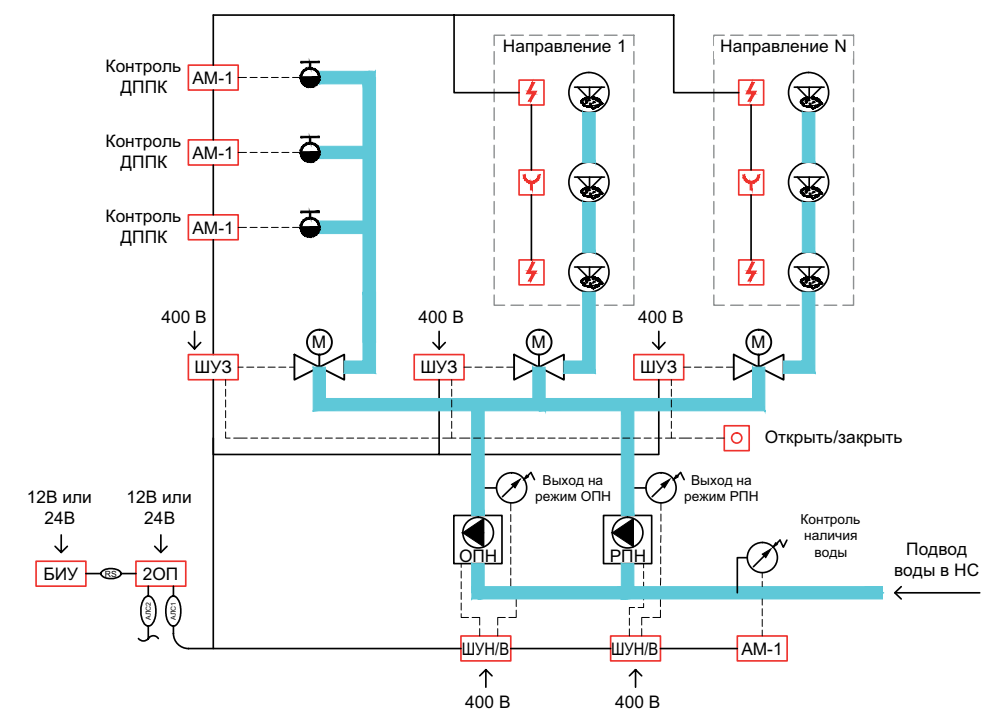 Направление 1
Направление N
Контроль
ДППК
АМ-1
Контроль
ДППК
АМ-1
Контроль
ДППК
АМ-1
400 В
400 В
400 В
М
М
М
ШУЗ
ШУЗ
ШУЗ
Открыть/закрыть
Выход на
режим ОПН
Выход на
режим РПН
12В или
24В
12В или
24В
Контроль
наличия
воды
ОПН
РПН
Подвод
воды в НС
БИУ
RS
2ОП
АЛС2
АЛС1
ШУН/В
ШУН/В
АМ-1
400 В
400 В